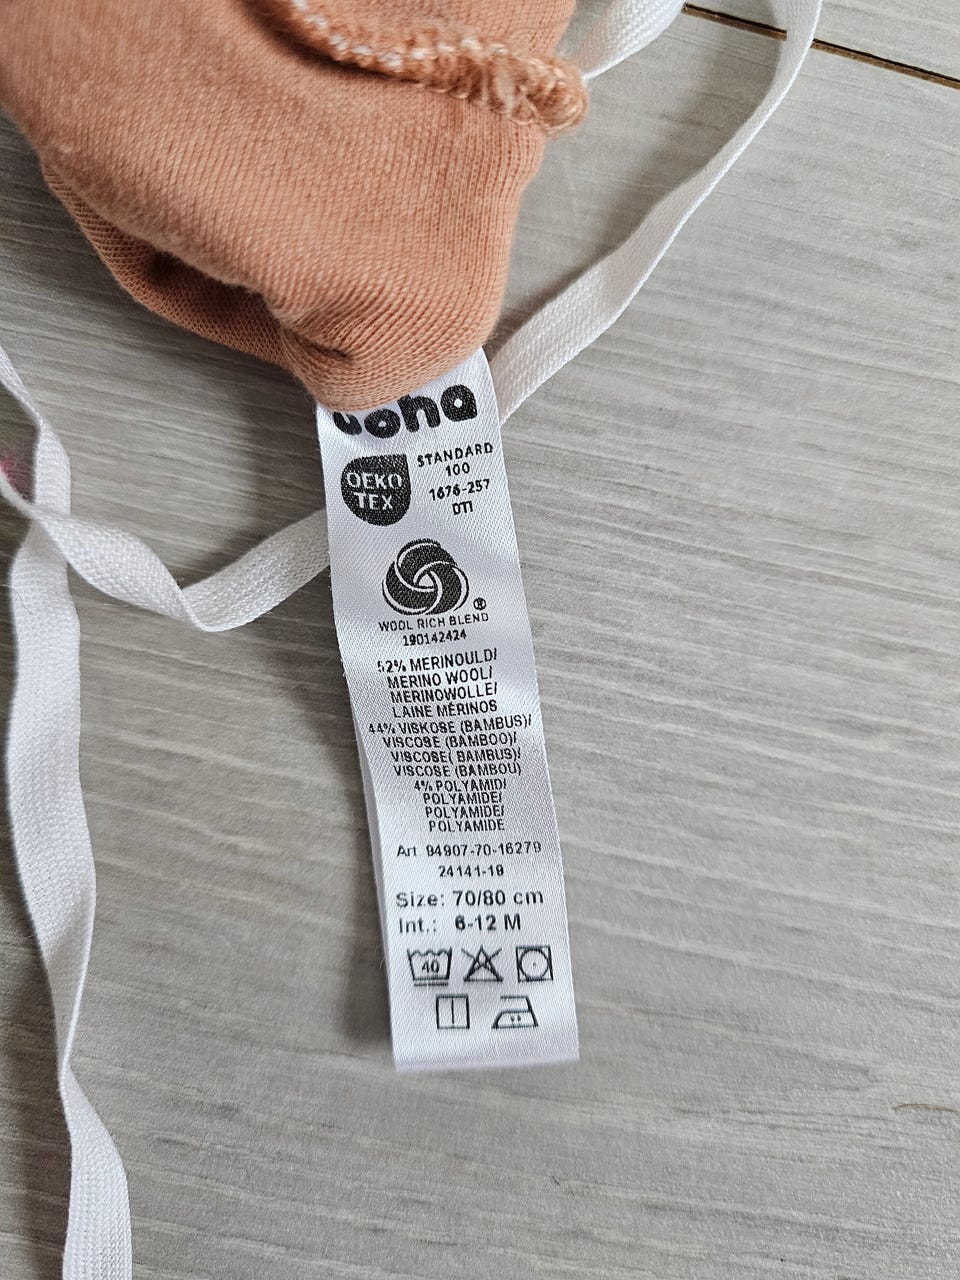 OEKO
TEX
STANDARD
100
1676-257
DTI
WOOL RICH BLEND
190142424
52% MERINOULD/
MERINO WOOL/
MERINOWOLLE/
LAINE MÉRINOS
44% VISKOSE (BAMBUS)/
VISCOSE (BAMBOO)/
VISCOSE( BAMBUS)/
VISCOSE (BAMBOU)
4% POLYAMID/
POLYAMIDE/
POLYAMIDE/
POLYAMIDE
Art 94907-70-16279
24141-19
Size: 70/80 cm
Int.: 6-12 M
40